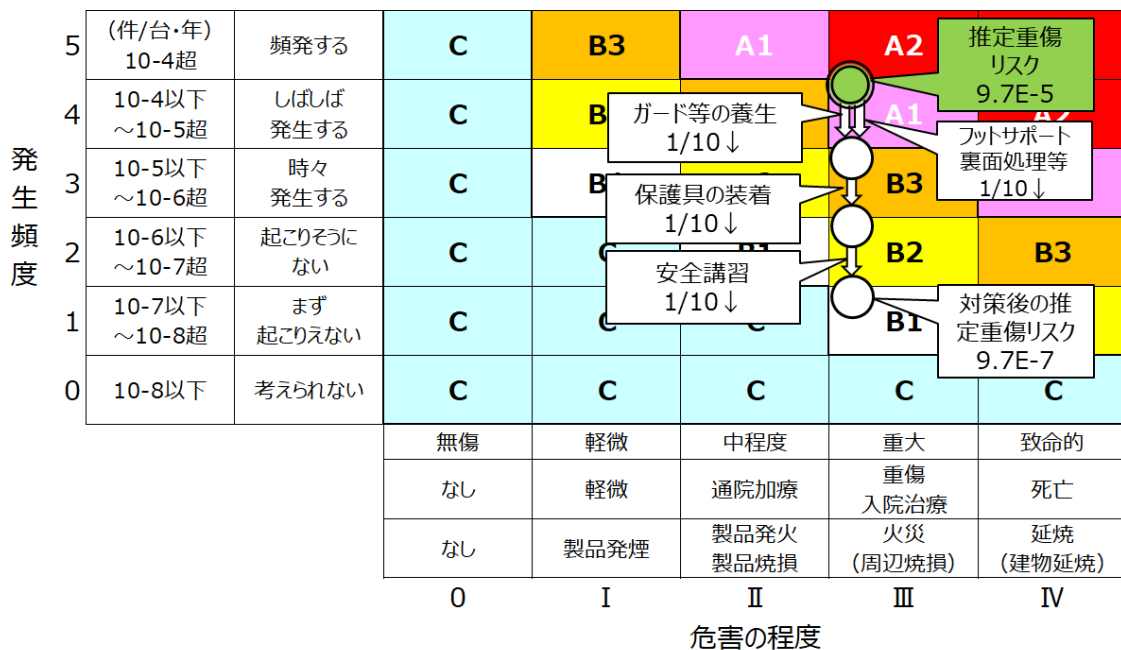 発
生
頻
度
5
(件/台・年)
10-4超
頻発する
C
B3
A1
A2
推定重傷
リスク
9.7E-5
4
10-4以下
～10-5超
しばしば
発生する
C
B
ガード等の養生
1/10↓
A1
A2
フットサポート
裏面処理等
1/10↓
3
10-5以下
～10-6超
時々
発生する
C
保護具の装着
1/10↓
B3
2
10-6以下
～10-7超
起こりそうに
ない
C
C
B1
安全講習
1/10↓
B2
B3
1
10-7以下
～10-8超
まず
起こりえない
C
C
C
B1
対策後の推
定重傷リスク
9.7E-7
0
10-8以下
考えられない
C
C
C
C
C
無傷
軽微
中程度
重大
致命的
なし
軽微
通院加療
重傷
入院治療
死亡
なし
製品発煙
製品発火
製品焼損
火災
(周辺焼損)
延焼
(建物延焼)
0
Ⅰ
Ⅱ
Ⅲ
Ⅳ
危害の程度